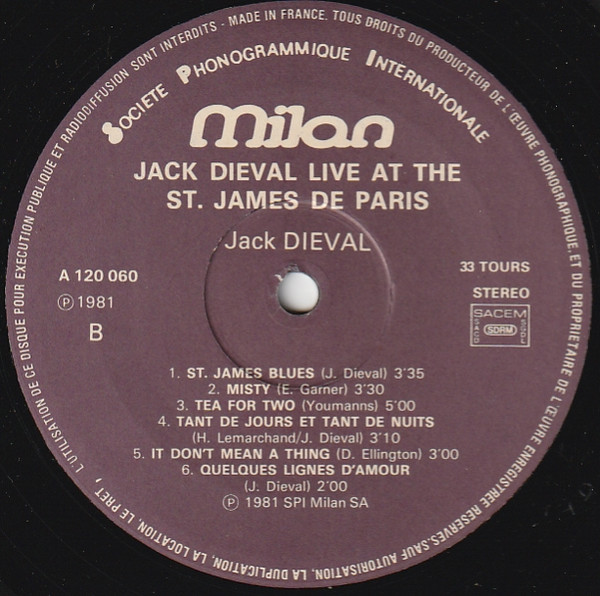 SOCIETE PHONOGRAMMIQUE INTERNATIONALE
milan
JACK DIEVAL LIVE AT THE
ST. JAMES DE PARIS
Jack DIEVAL
A 120 060
℗ 1981
B
33 TOURS
STEREO
SACEM
SACD SDRM SGDL
1. ST. JAMES BLUES (J. Dieval) 3'35
2. MISTY (E. Garner) 3'30
3. TEA FOR TWO (Youmanns) 5'00
4. TANT DE JOURS ET TANT DE NUITS
(H. Lemarchand/J. Dieval) 3'10
5. IT DON'T MEAN A THING (D. Ellington) 3'00
6. QUELQUES LIGNES D'AMOUR
(J. Dieval) 2'00
℗ 1981 SPI Milan SA
MADE IN FRANCE. TOUS DROITS DU PRODUCTEUR DE L'ŒUVRE PHONOGRAPHIQUE.ET DU PROPRIETAIRE DE L'ŒUVRE ENREGISTREE RESERVES.SAUF AUTORISATION, LA DUPLICATION, LA LOCATION, LE PRET, L'UTILISATION DE CE DISQUE POUR EXECUTION PUBLIQUE ET RADIODIFFUSION SONT INTERDITS -